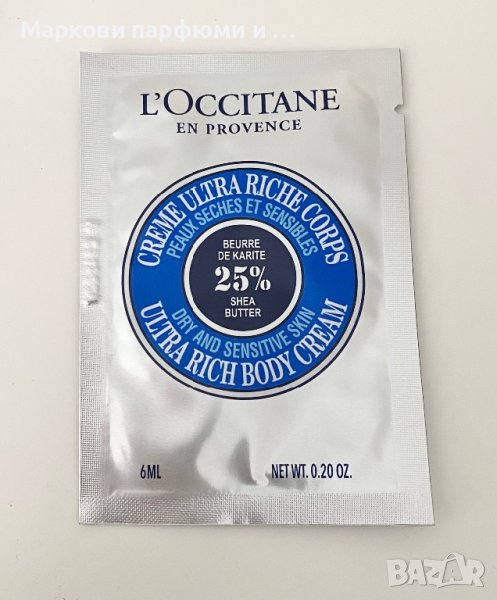 Маркови парфюми и ...
L'OCCITANE
EN PROVENCE
CREME ULTRA RICHE CORPS
PEAUX SECHES ET SENSIBLES
BEURRE
DE KARITE
25%
SHEA
BUTTER
DRY AND SENSITIVE SKIN
ULTRA RICH BODY CREAM
6ML NET WT. 0.20 OZ.
BAZAR